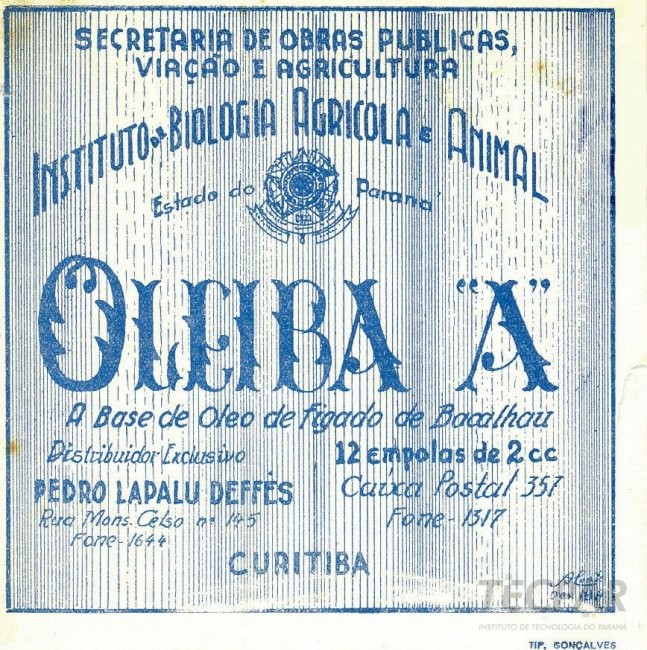 SECRETARIA DE OBRAS PUBLICAS,
VIAÇÃO E AGRICULTURA
INSTITUTO DE BIOLOGIA AGRICOLA E ANIMAL
Estado do Paraná
OLEIBA "A"
A Base de Oleo de figado de Bacalhau
Distribuidor Exclusivo
PEDRO LAPALU DEFFÉS
Rua Mons. Celso nº 145
Fone-1644
12 empolas de 2 cc
Caixa Postal 357
Fone-1317
CURITIBA
TECPAR
INSTITUTO DE TECNOLOGIA DO PARANÁ
TIP. GONÇALVES